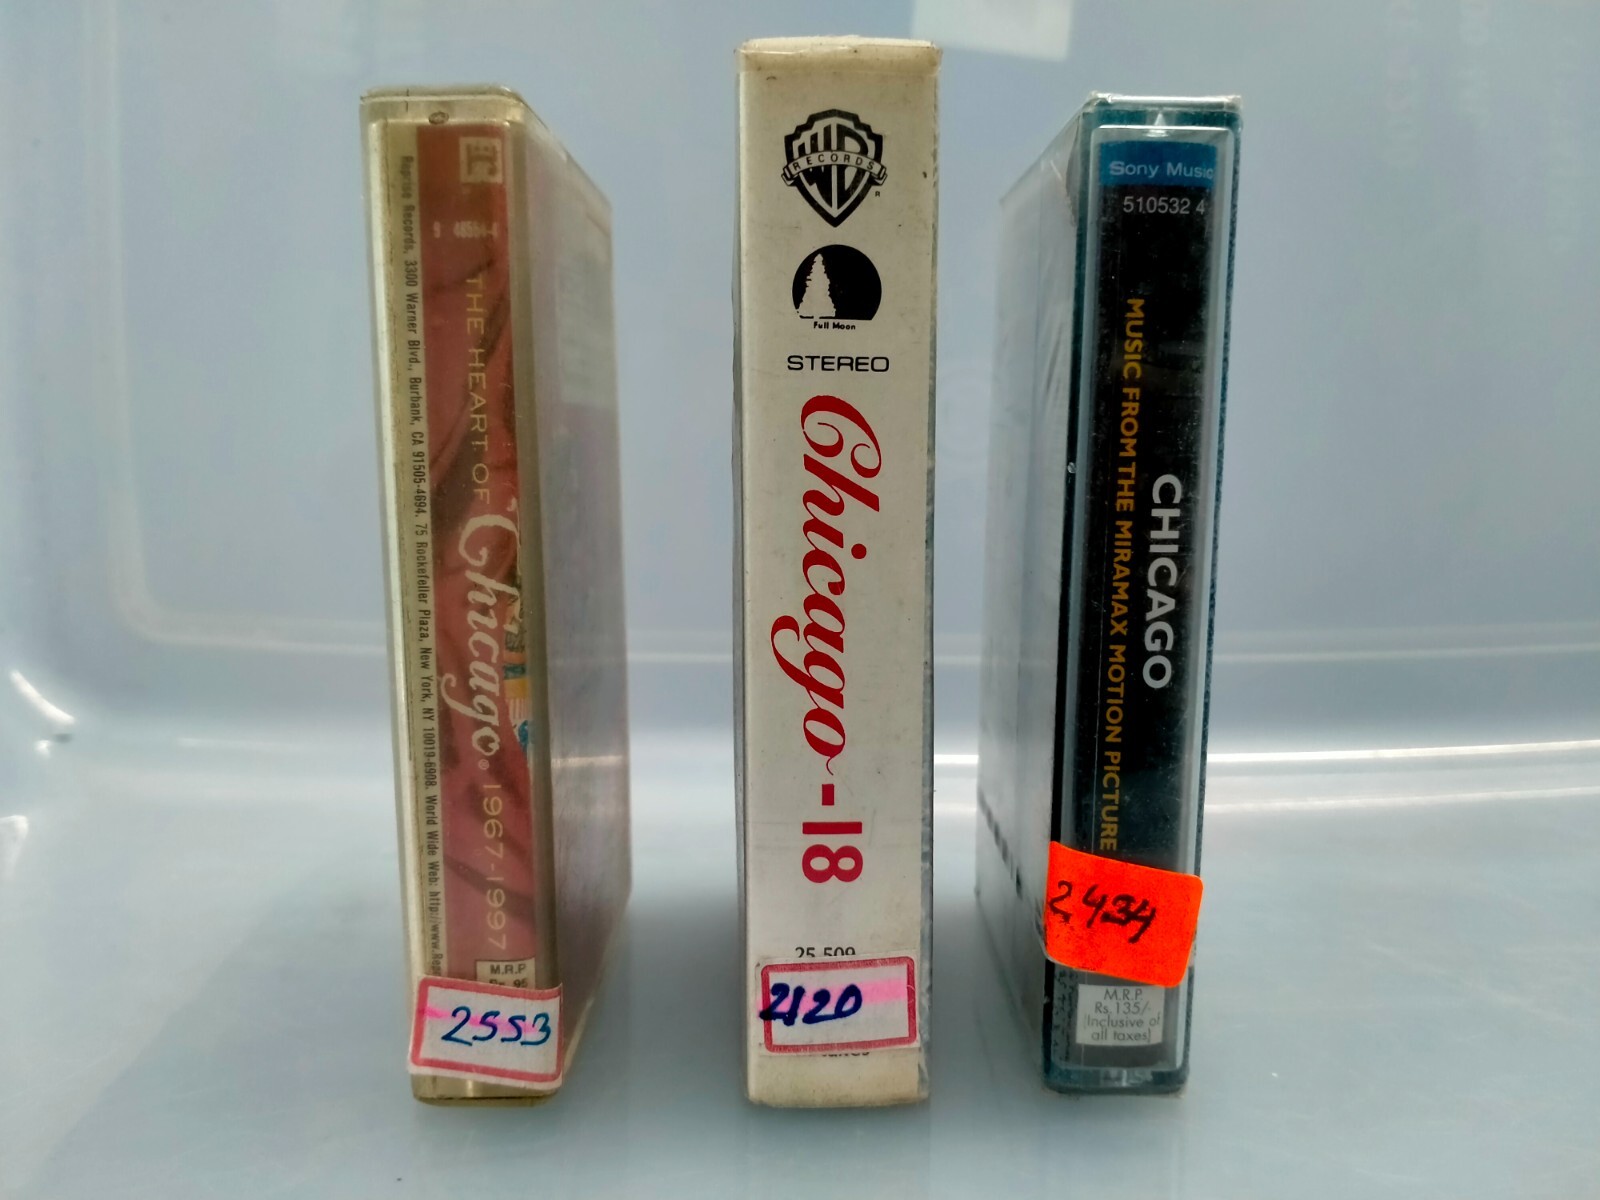 9 46554-4
THE HEART OF Chicago® 1967-1997
Reprise Records, 3300 Warner Blvd., Burbank, CA 91505-4694. 75 Rockefeller Plaza, New York, NY 10019-6908. World Wide Web: http://www.Rep
M.R.P
Rs. 95
2553
WB
RECORDS
Full Moon
STEREO
Chicago-18
25 509
2120
Sony Music
510532 4
CHICAGO
MUSIC FROM THE MIRAMAX MOTION PICTURE
2434
M.R.P.
Rs.135/-
(Inclusive of
all taxes)